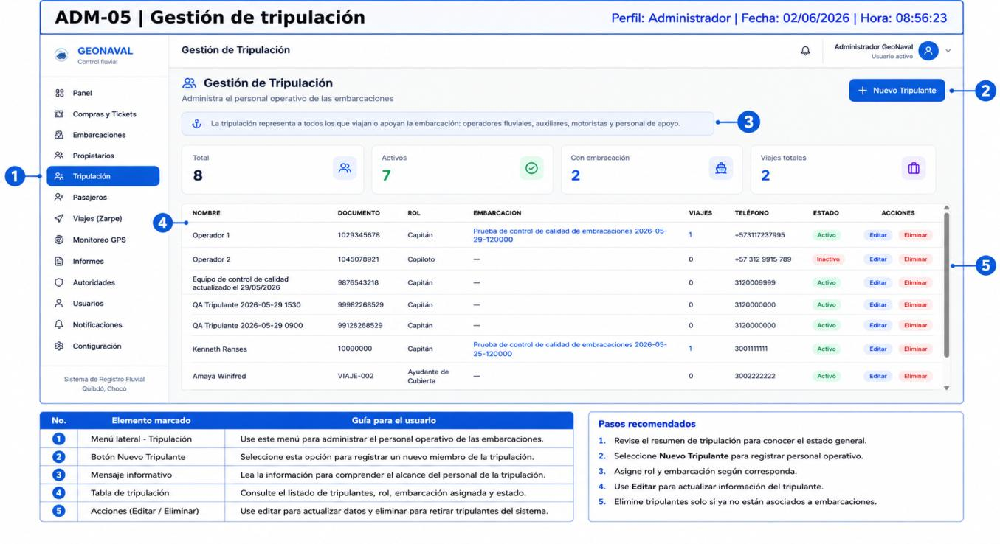 ADM-05 | Gestión de tripulación
Perfil: Administrador | Fecha: 02/06/2026 | Hora: 08:56:23
GEONAVAL
Control fluvial
Gestión de Tripulación
Administrador GeoNaval
Usuario activo
Panel
Compras y Tickets
Embarcaciones
Propietarios
1
Tripulación
Pasajeros
Viajes (Zarpe)
Monitoreo GPS
Informes
Autoridades
Usuarios
Notificaciones
Configuración
Sistema de Registro Fluvial
Quibdó, Chocó
Gestión de Tripulación
Administra el personal operativo de las embarcaciones
+ Nuevo Tripulante
2
La tripulación representa a todos los que viajan o apoyan la embarcación: operadores fluviales, auxiliares, motoristas y personal de apoyo.
3
Total
8
Activos
7
Con embracación
2
Viajes totales
2
4
NOMBRE DOCUMENTO ROL EMBARCACION VIAJES TELÉFONO ESTADO ACCIONES
Operador 1 1029345678 Capitán Prueba de control de calidad de embracaciones 2026-05-
29-120000 1 +573117237995 Activo Editar Eliminar
Operador 2 1045078921 Copiloto — 0 +57 312 9915 789 Inactivo Editar Eliminar
5
Equipo de control de calidad
actualizado el 29/05/2026 9876543218 Capitán — 0 3120009999 Activo Editar Eliminar
QA Tripulante 2026-05-29 1530 99982268529 Capitán — 0 3120000000 Activo Editar Eliminar
QA Tripulante 2026-05-29 0900 99128268529 Capitán — 0 3120000000 Activo Editar Eliminar
Kenneth Ranses 10000000 Capitán Prueba de control de calidad de embracaciones 2026-05-
25-120000 1 3001111111 Activo Editar Eliminar
Amaya Winifred VIAJE-002 Ayudante de
Cubierta — 0 3002222222 Activo Editar Eliminar
No. Elemento marcado Guía para el usuario
1 Menú lateral - Tripulación Use este menú para administrar el personal operativo de las embarcaciones.
2 Botón Nuevo Tripulante Seleccione esta opción para registrar un nuevo miembro de la tripulación.
3 Mensaje informativo Lea la información para comprender el alcance del personal de la tripulación.
4 Tabla de tripulación Consulte el listado de tripulantes, rol, embarcación asignada y estado.
5 Acciones (Editar / Eliminar) Use editar para actualizar datos y eliminar para retirar tripulantes del sistema.
Pasos recomendados
1. Revise el resumen de tripulación para conocer el estado general.
2. Seleccione Nuevo Tripulante para registrar personal operativo.
3. Asigne rol y embarcación según corresponda.
4. Use Editar para actualizar información del tripulante.
5. Elimine tripulantes solo si ya no están asociados a embarcaciones.